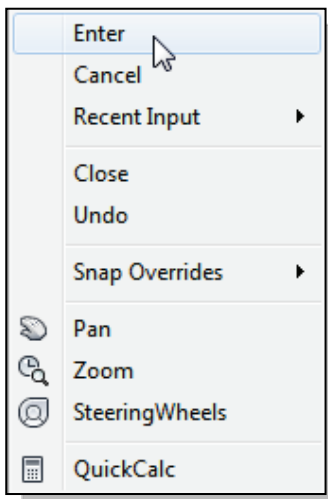 Enter
Cancel
Recent Input
Close
Undo
Snap Overrides
Pan
Zoom
SteeringWheels
QuickCalc